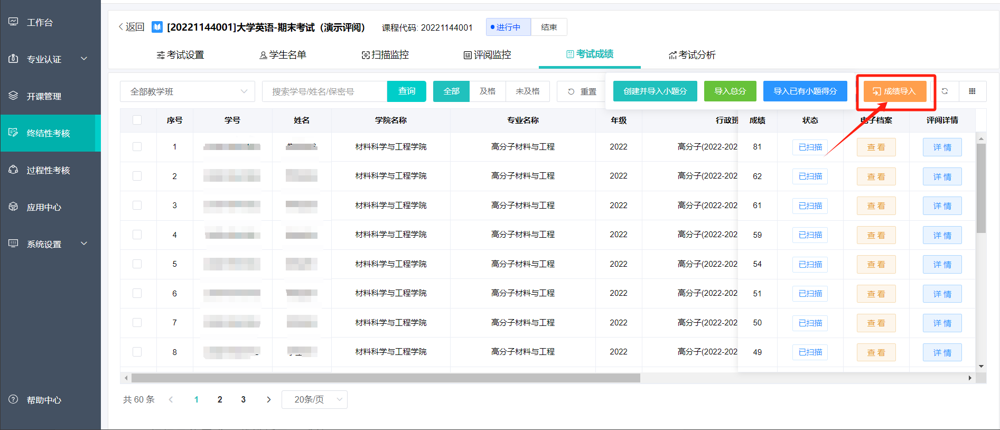 工作台
专业认证
开课管理
终结性考核
过程性考核
应用中心
系统设置
帮助中心
返回 [20221144001]大学英语-期末考试（演示评阅） 课程代码: 20221144001 进行中 结束
考试设置 学生名单 扫描监控 评阅监控 考试成绩 考试分析
全部教学班 搜索学号/姓名/保密号 查询 全部 及格 未及格 重置 创建并导入小题分 导入总分 导入已有小题得分 成绩导入
序号 学号 姓名 学院名称 专业名称 年级 行政班 成绩 状态 电子档案 评阅详情
1 材料科学与工程学院 高分子材料与工程 2022 高分子(2022-202 81 已扫描 查 看 详 情
2 材料科学与工程学院 高分子材料与工程 2022 高分子(2022-202 62 已扫描 查 看 详 情
3 材料科学与工程学院 高分子材料与工程 2022 高分子(2022-202 61 已扫描 查 看 详 情
4 材料科学与工程学院 高分子材料与工程 2022 高分子(2022-202 59 已扫描 查 看 详 情
5 材料科学与工程学院 高分子材料与工程 2022 高分子(2022-202 54 已扫描 查 看 详 情
6 材料科学与工程学院 高分子材料与工程 2022 高分子(2022-202 51 已扫描 查 看 详 情
7 材料科学与工程学院 高分子材料与工程 2022 高分子(2022-202 50 已扫描 查 看 详 情
8 材料科学与工程学院 高分子材料与工程 2022 高分子(2022-202 49 已扫描 查 看 详 情
共 60 条 1 2 3 20条/页